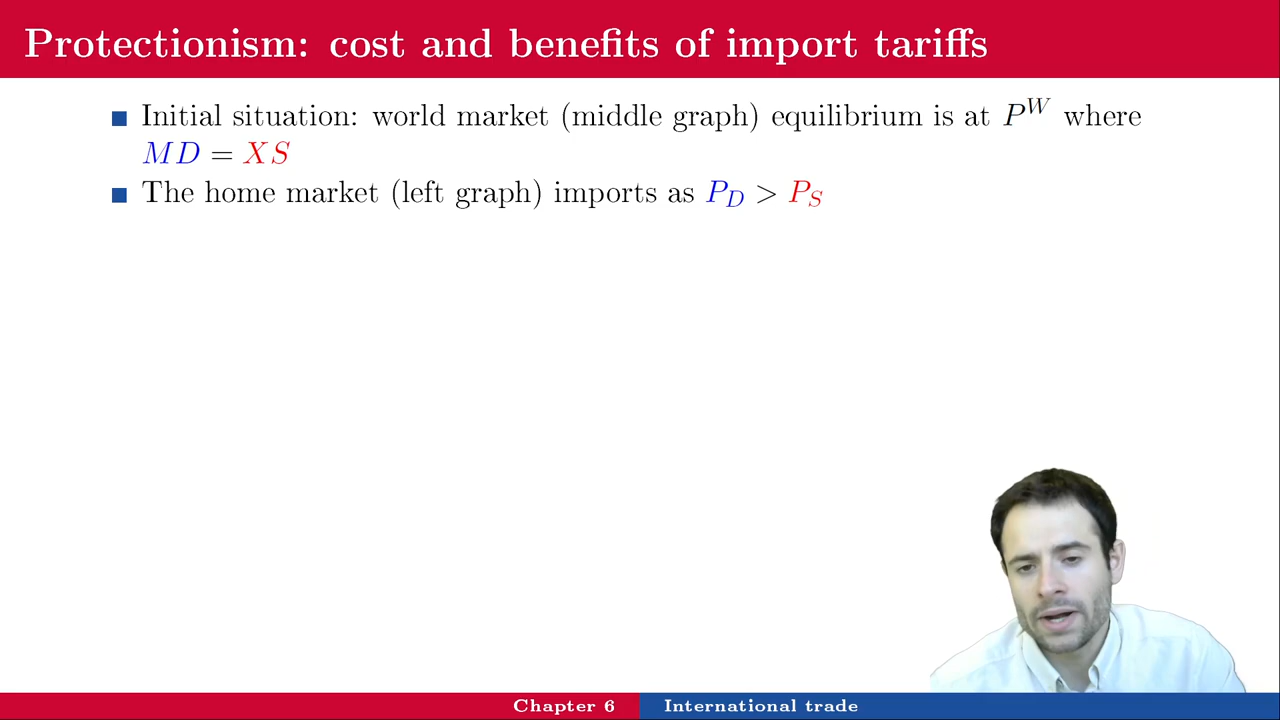 Protectionism: cost and benefits of import tariffs
Initial situation: world market (middle graph) equilibrium is at P^W where
MD = XS
The home market (left graph) imports as P_D > P_S
Chapter 6 International trade